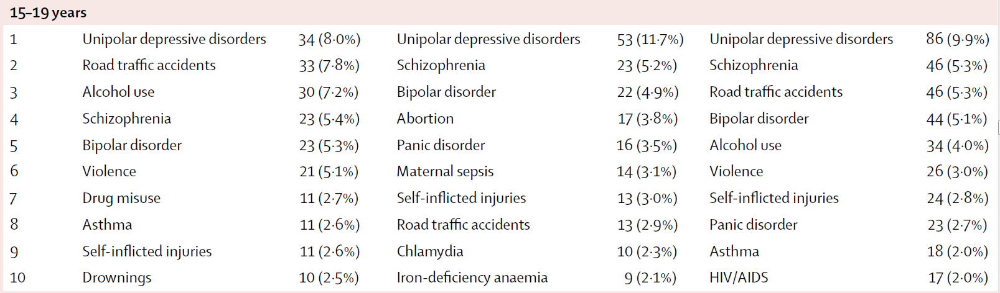 15–19 years
1 Unipolar depressive disorders 34 (8·0%) Unipolar depressive disorders 53 (11·7%) Unipolar depressive disorders 86 (9·9%)
2 Road traffic accidents 33 (7·8%) Schizophrenia 23 (5·2%) Schizophrenia 46 (5·3%)
3 Alcohol use 30 (7·2%) Bipolar disorder 22 (4·9%) Road traffic accidents 46 (5·3%)
4 Schizophrenia 23 (5·4%) Abortion 17 (3·8%) Bipolar disorder 44 (5·1%)
5 Bipolar disorder 23 (5·3%) Panic disorder 16 (3·5%) Alcohol use 34 (4·0%)
6 Violence 21 (5·1%) Maternal sepsis 14 (3·1%) Violence 26 (3·0%)
7 Drug misuse 11 (2·7%) Self-inflicted injuries 13 (3·0%) Self-inflicted injuries 24 (2·8%)
8 Asthma 11 (2·6%) Road traffic accidents 13 (2·9%) Panic disorder 23 (2·7%)
9 Self-inflicted injuries 11 (2·6%) Chlamydia 10 (2·3%) Asthma 18 (2·0%)
10 Drownings 10 (2·5%) Iron-deficiency anaemia 9 (2·1%) HIV/AIDS 17 (2·0%)